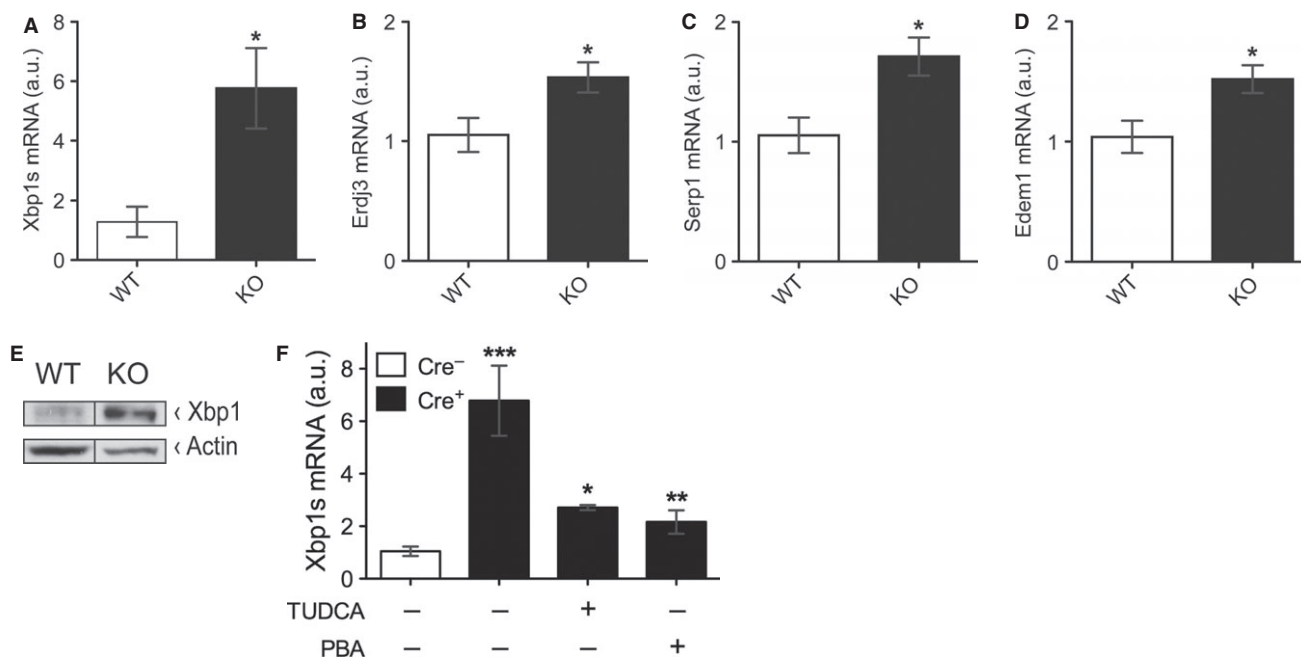 A
Xbp1s mRNA (a.u.)
8
6
4
2
0
WT
KO
*
B
Erdj3 mRNA (a.u.)
2
1
0
WT
KO
*
C
Serp1 mRNA (a.u.)
2
1
0
WT
KO
*
D
Edem1 mRNA (a.u.)
2
1
0
WT
KO
*
E
WT KO
‹ Xbp1
‹ Actin
F
Xbp1s mRNA (a.u.)
8
6
4
2
0
Cre⁻
Cre⁺
***
*
**
TUDCA – – + –
PBA – – – +